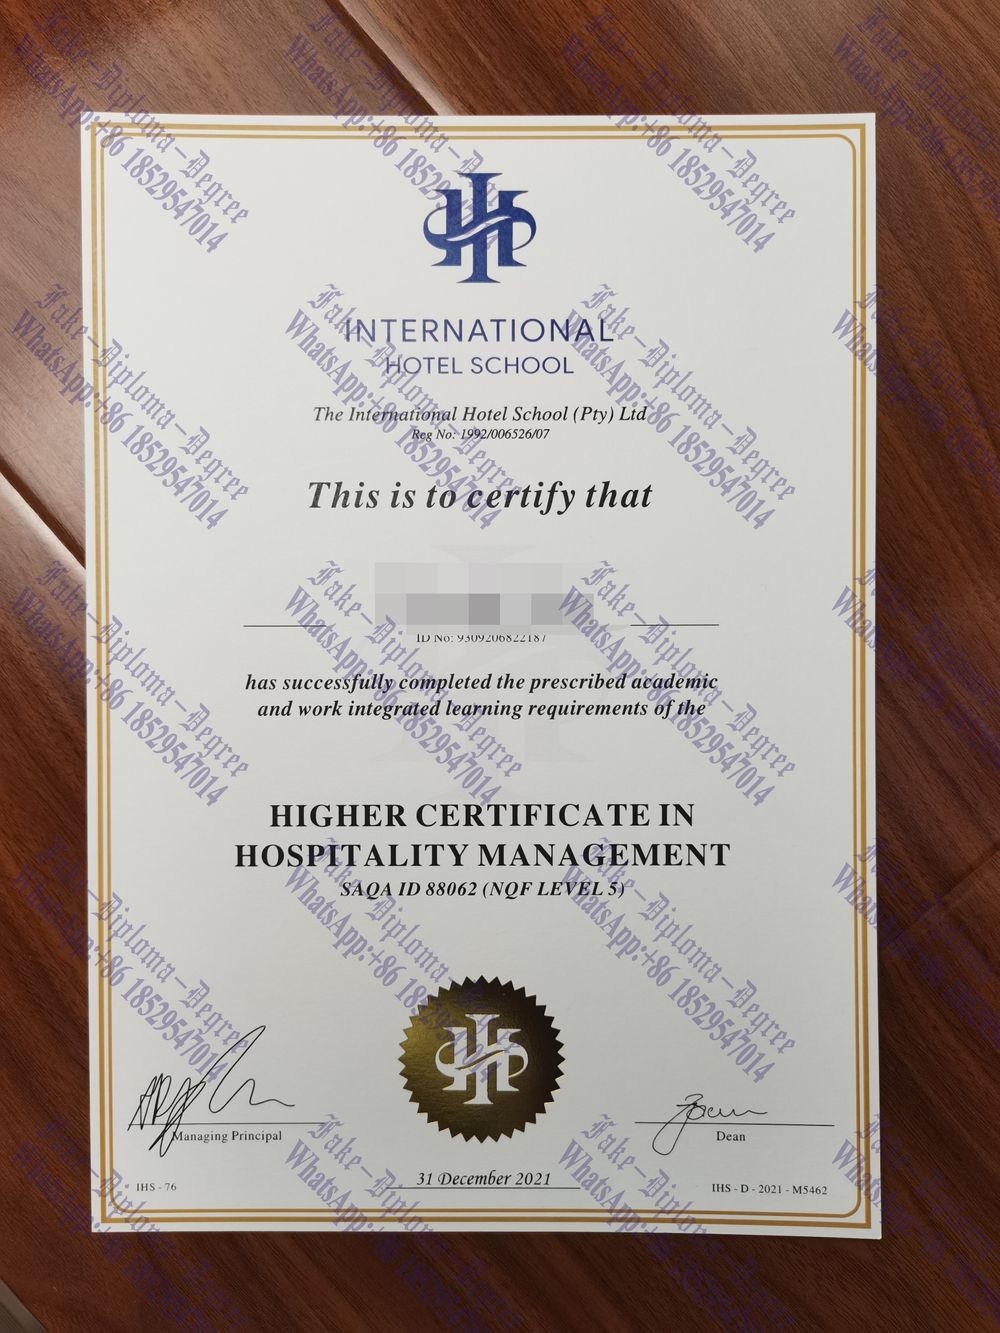 INTERNATIONAL
HOTEL SCHOOL
The International Hotel School (Pty) Ltd
Reg No: 1992/006526/07
This is to certify that
ID No: 9309206822187
has successfully completed the prescribed academic
and work integrated learning requirements of the
HIGHER CERTIFICATE IN
HOSPITALITY MANAGEMENT
SAQA ID 88062 (NQF LEVEL 5)
Managing Principal
Dean
31 December 2021
IHS - 76
IHS - D - 2021 - M5462
Fake-Diploma-Degree
WhatsApp:+86 18529547014